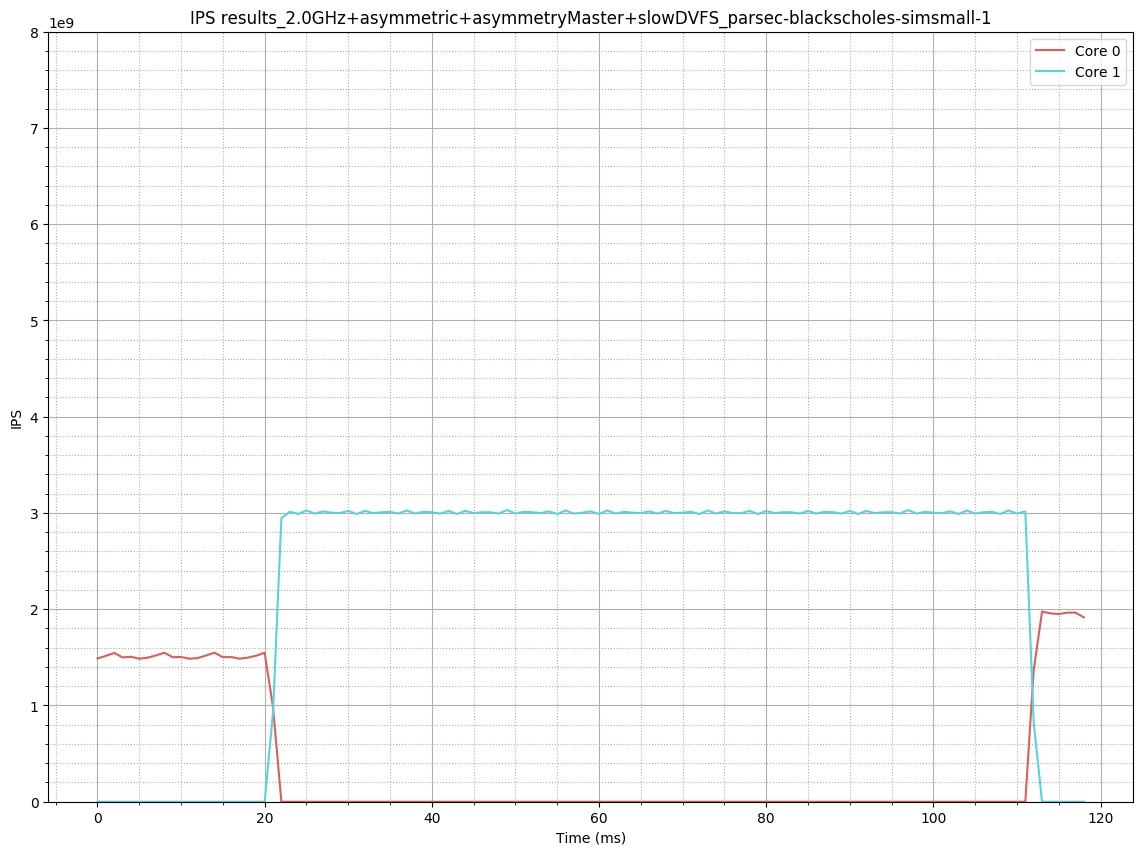 IPS results_2.0GHz+asymmetric+asymmetryMaster+slowDVFS_parsec-blackscholes-simsmall-1
1e9
8
7
6
5
4
3
2
1
0
IPS
Core 0
Core 1
0 20 40 60 80 100 120
Time (ms)